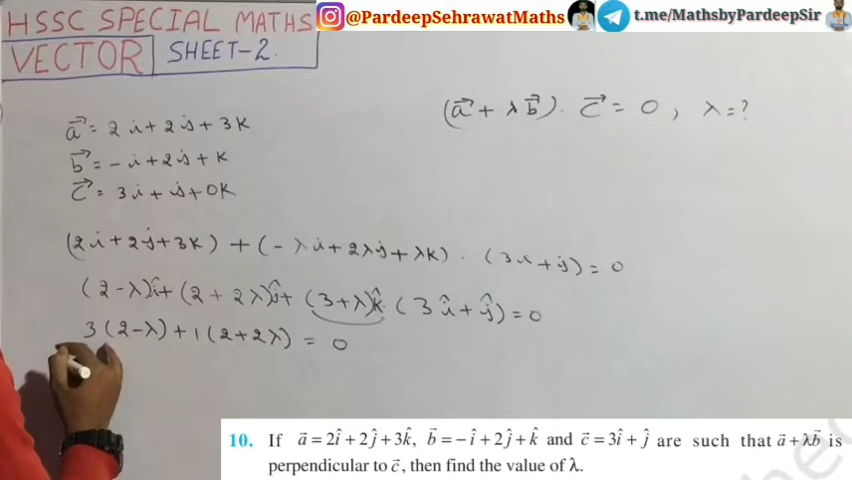 HSSC SPECIAL MATHS
@PardeepSehrawatMaths
t.me/MathsbyPardeepSir
VECTOR SHEET-2.
(a⃗ + λb⃗). c⃗ = 0, λ=?
a⃗ = 2i+2j+3k
b⃗ = -i+2j+k
c⃗ = 3i+j+0k
(2i+2j+3k) + (-λi+2λj+λk) . (3i+j) = 0
(2-λ)î+(2+2λ)ĵ+ (3+λ)k̂ (3î+ĵ)=0
3(2-λ)+1(2+2λ) = 0
10. If a⃗ = 2î+2ĵ+3k̂, b⃗ = -î+2ĵ+k̂ and c⃗ = 3î+ĵ are such that a⃗+λb⃗ is
perpendicular to c⃗, then find the value of λ.